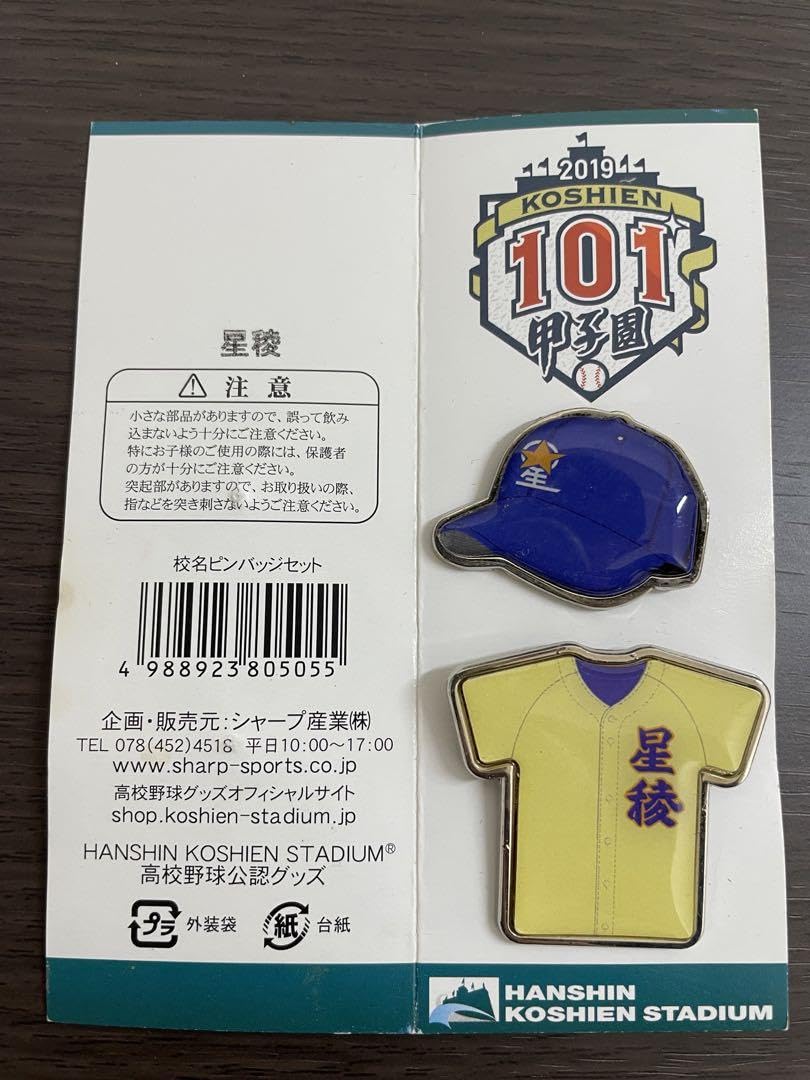 星稜
注意
小さな部品がありますので、誤って飲み
込まないよう十分にご注意ください。
特にお子様のご使用の際には、保護者
の方が十分にご注意ください。
突起部がありますので、お取り扱いの際、
指などを突き刺さないようご注意ください。
校名ピンバッジセット
4 988923 805055
企画・販売元：シャープ産業㈱
TEL 078(452)4518 平日10:00～17:00
www.sharp-sports.co.jp
高校野球グッズオフィシャルサイト
shop.koshien-stadium.jp
HANSHIN KOSHIEN STADIUM®
高校野球公認グッズ
プラ 外装袋 紙 台紙
2019
KOSHIEN
101
甲子園
星
星稜
HANSHIN
KOSHIEN STADIUM